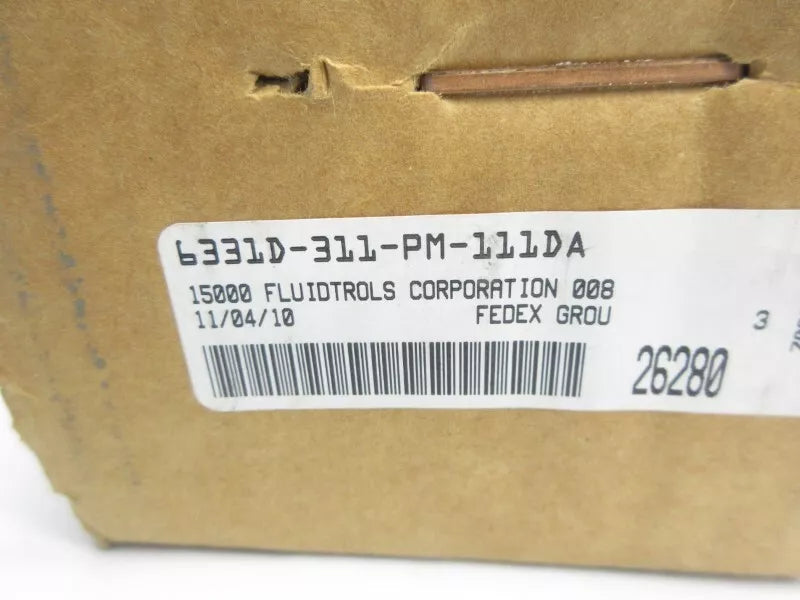 6331D-311-PM-111DA
15000 FLUIDTROLS CORPORATION 008
11/04/10 FEDEX GROU
3
26280